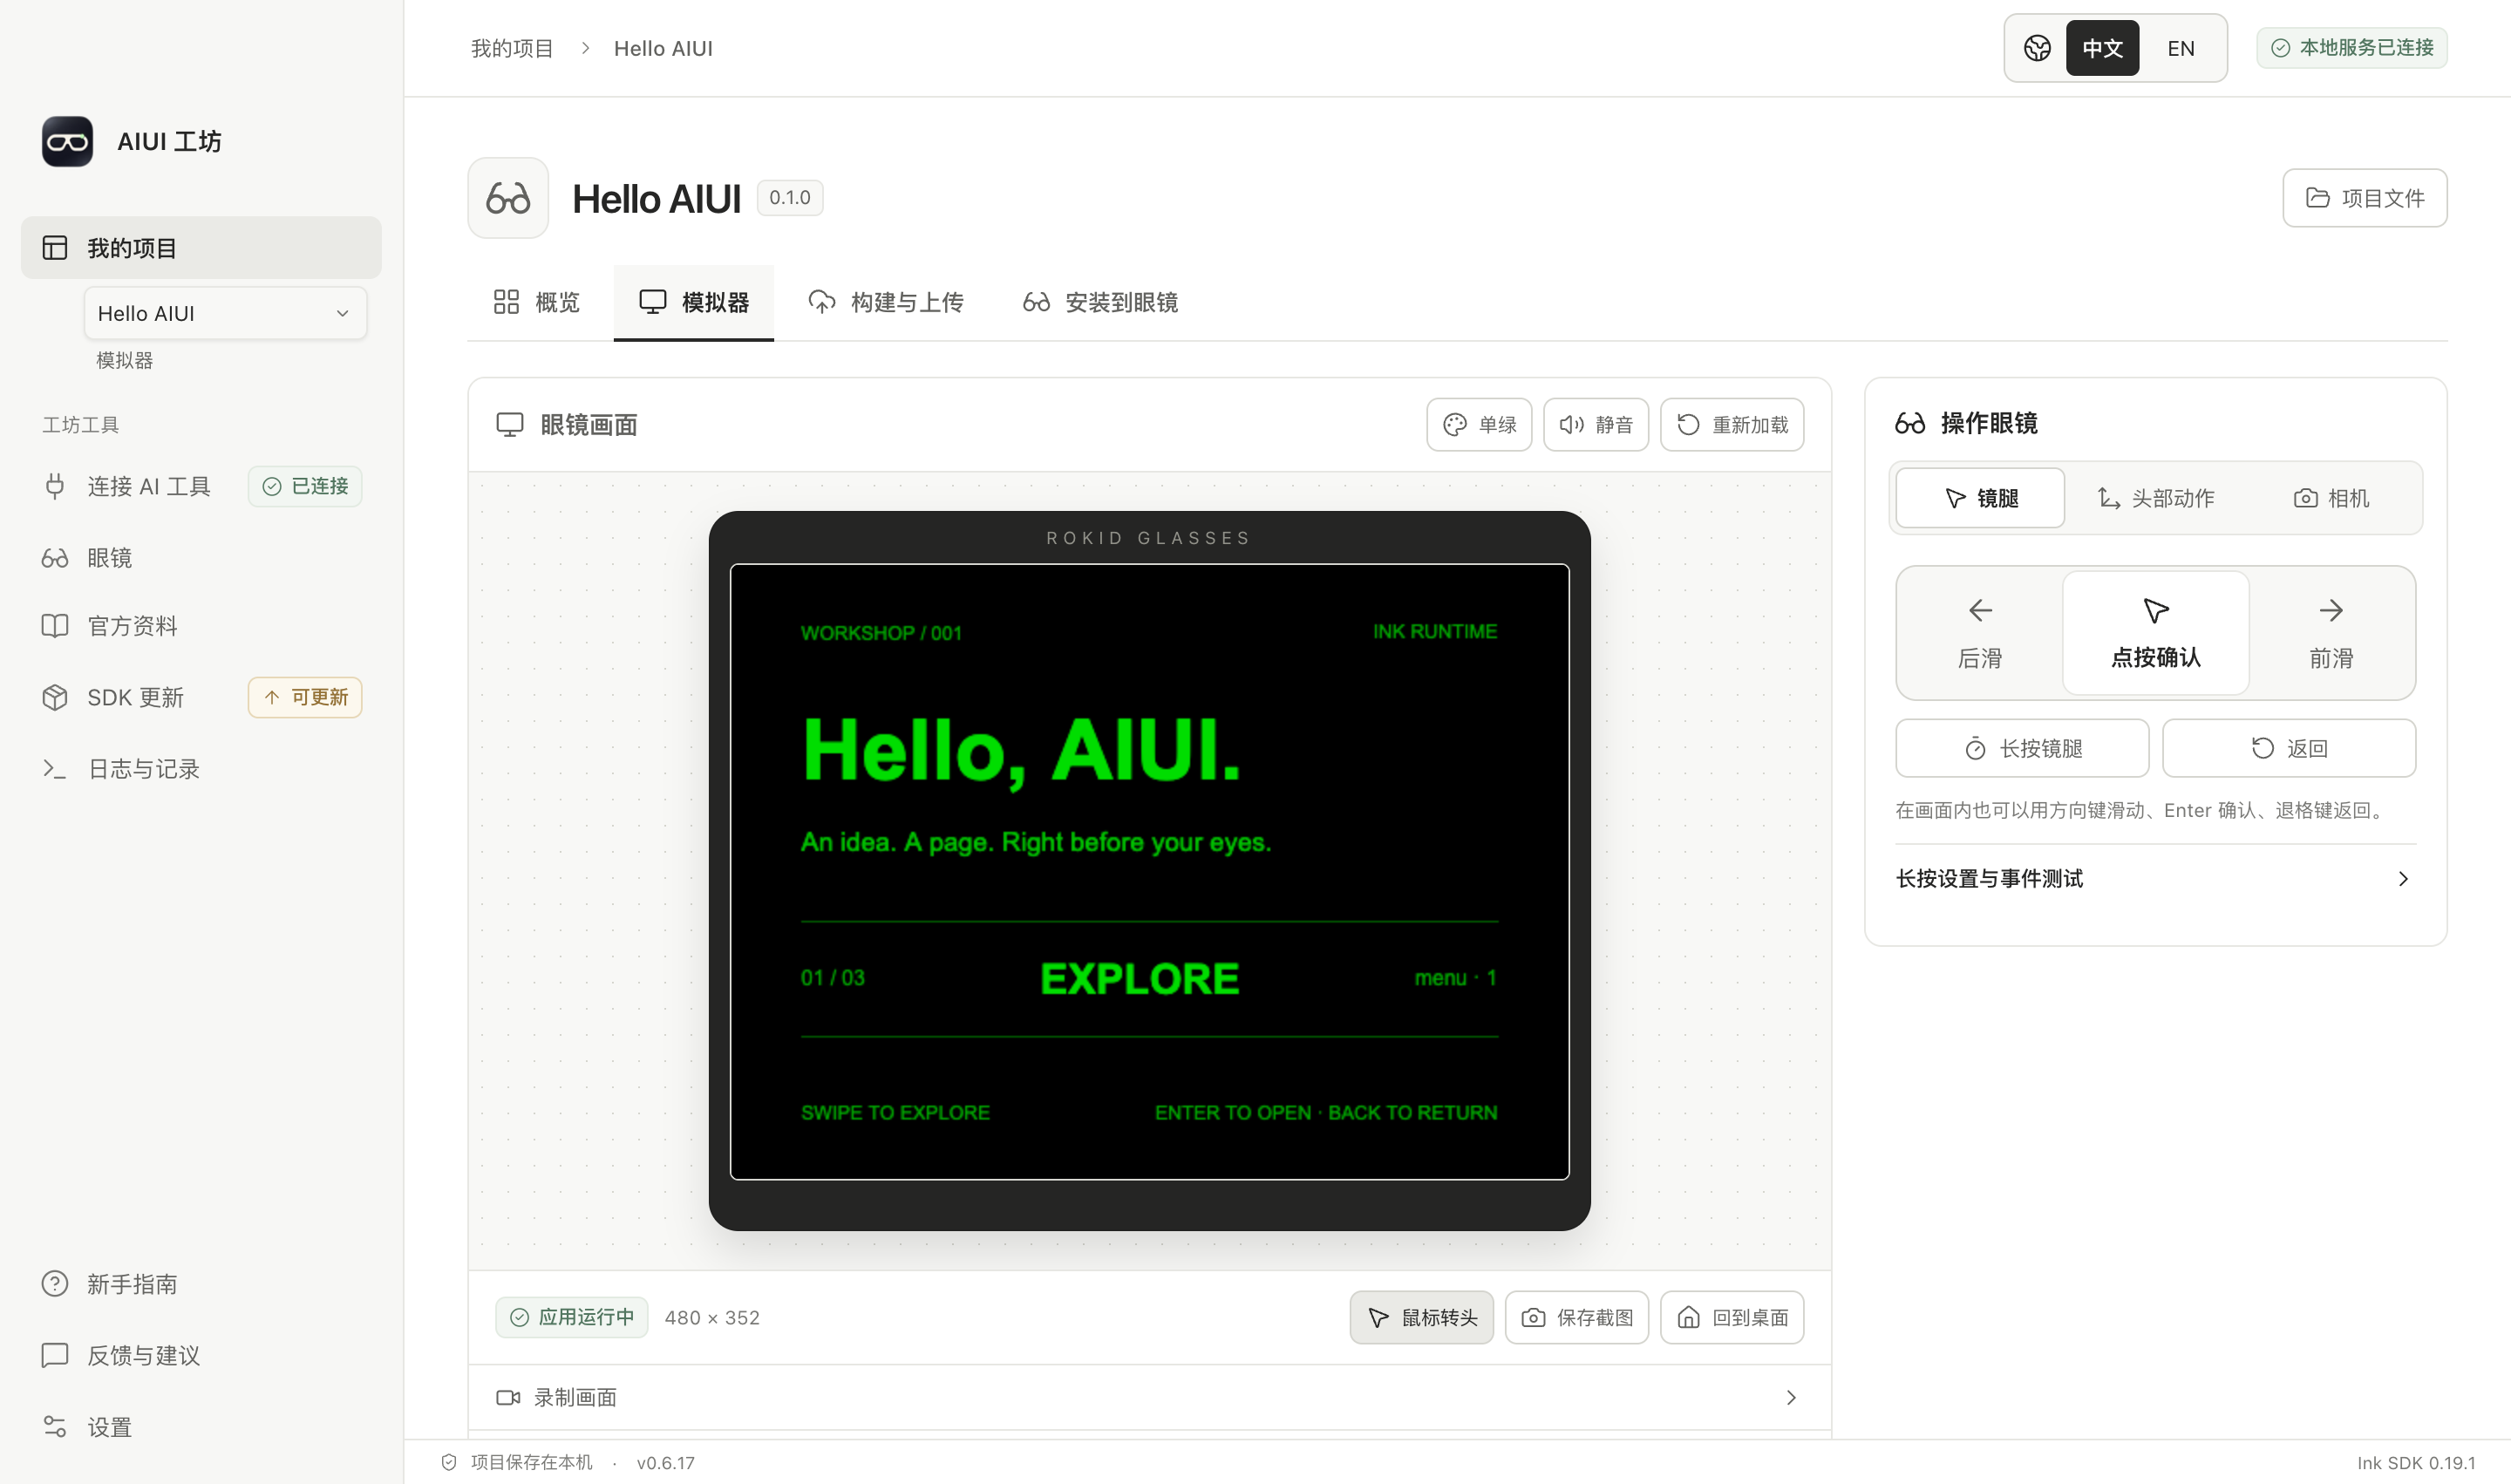 我的项目 > Hello AIUI
中文 EN
本地服务已连接
AIUI 工坊
我的项目
Hello AIUI
模拟器
工坊工具
连接 AI 工具 已连接
眼镜
官方资料
SDK 更新 可更新
日志与记录
新手指南
反馈与建议
设置
Hello AIUI 0.1.0
项目文件
概览 模拟器 构建与上传 安装到眼镜
眼镜画面
单绿 静音 重新加载
ROKID GLASSES
WORKSHOP / 001 INK RUNTIME
Hello, AIUI.
An idea. A page. Right before your eyes.
01 / 03 EXPLORE menu · 1
SWIPE TO EXPLORE ENTER TO OPEN · BACK TO RETURN
应用运行中 480 × 352
鼠标转头 保存截图 回到桌面
录制画面
操作眼镜
镜腿 头部动作 相机
后滑 点按确认 前滑
长按镜腿 返回
在画面内也可以用方向键滑动、Enter 确认、退格键返回。
长按设置与事件测试
项目保存在本机 · v0.6.17
Ink SDK 0.19.1